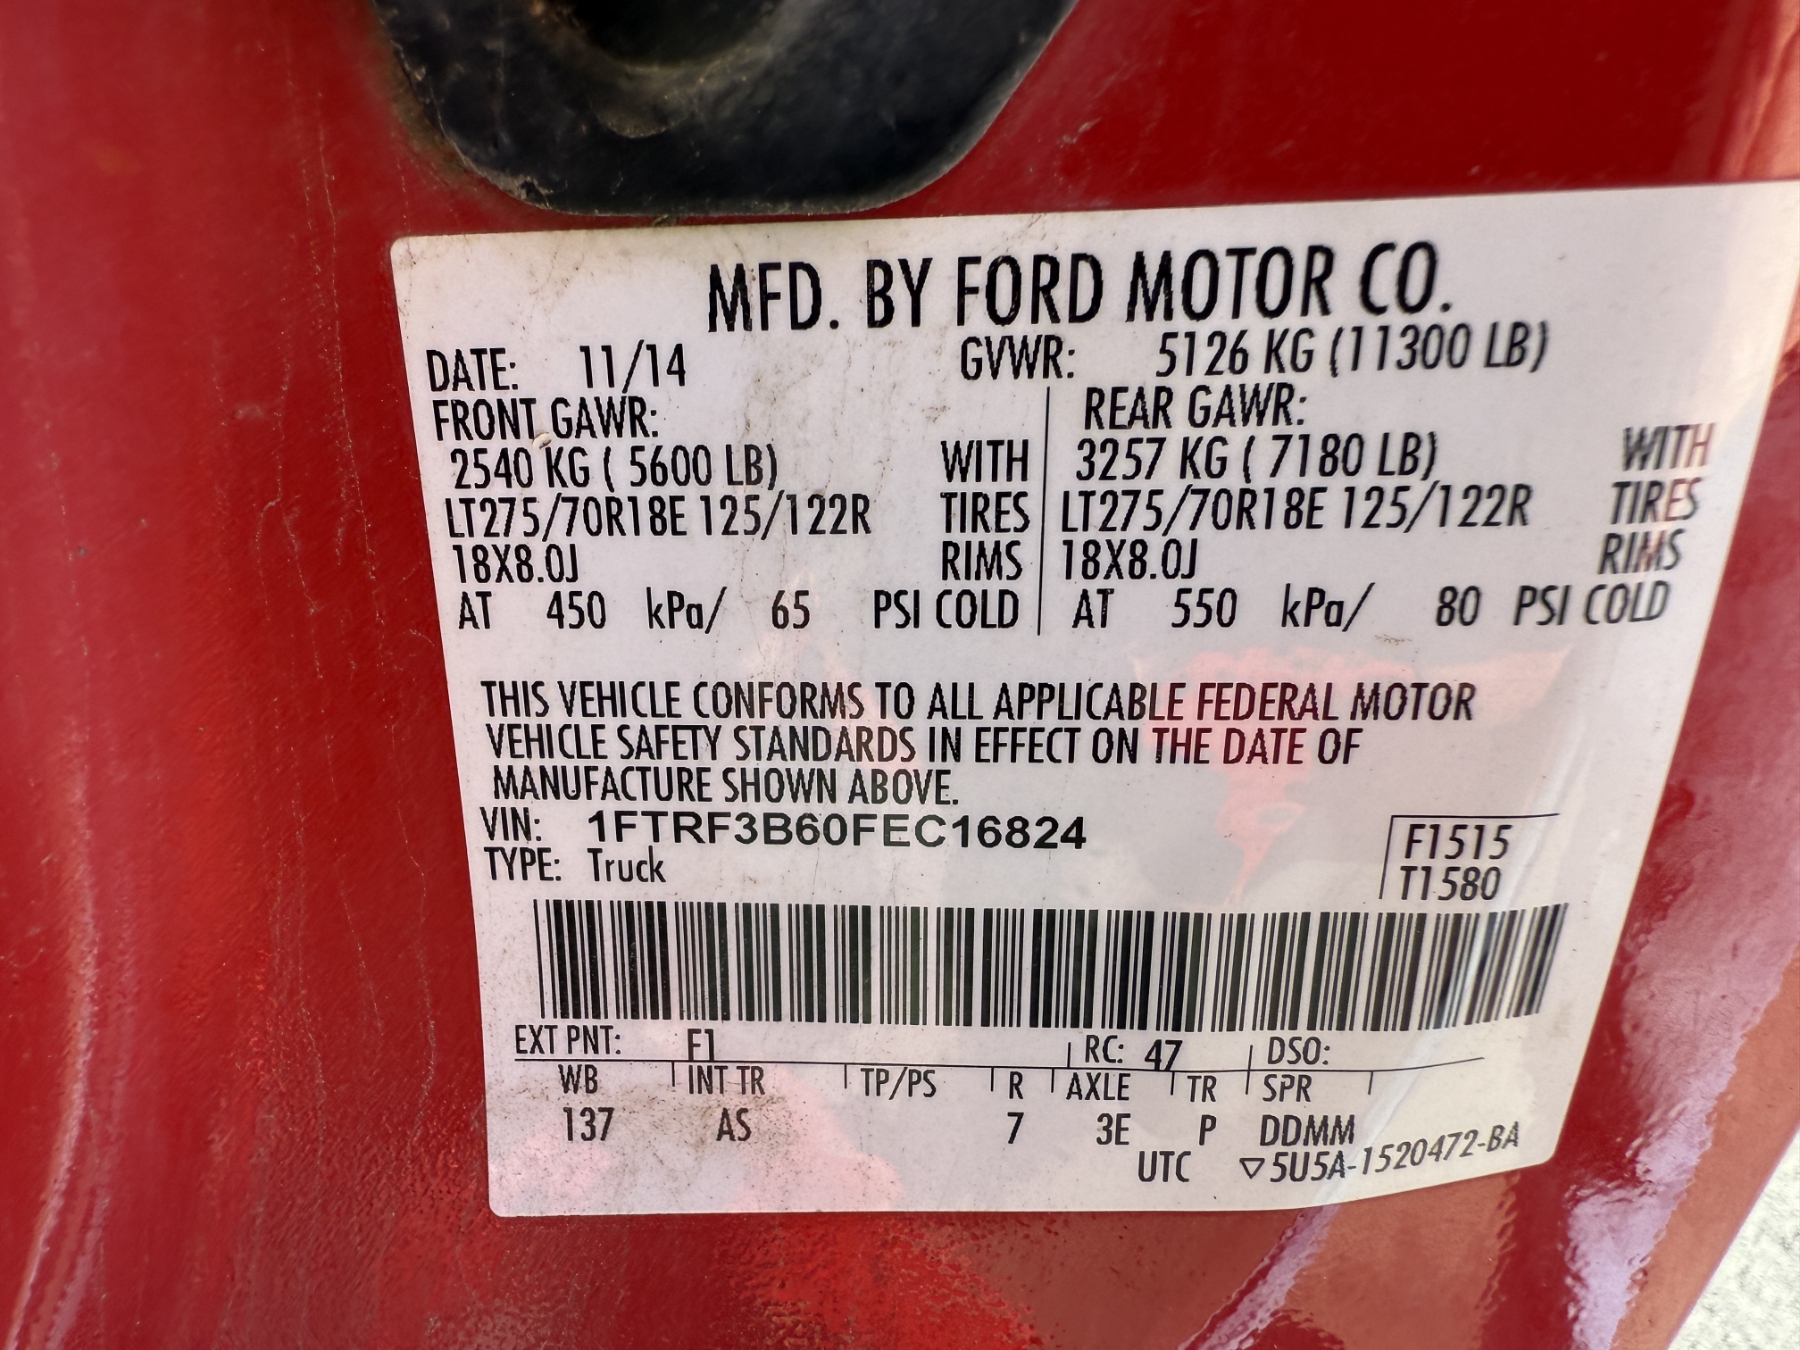 MFD. BY FORD MOTOR CO.
DATE: 11/14 GVWR: 5126 KG (11300 LB)
FRONT GAWR: REAR GAWR:
2540 KG ( 5600 LB) WITH 3257 KG ( 7180 LB) WITH
LT275/70R18E 125/122R TIRES LT275/70R18E 125/122R TIRES
18X8.0J RIMS 18X8.0J RIMS
AT 450 kPa/ 65 PSI COLD AT 550 kPa/ 80 PSI COLD
THIS VEHICLE CONFORMS TO ALL APPLICABLE FEDERAL MOTOR
VEHICLE SAFETY STANDARDS IN EFFECT ON THE DATE OF
MANUFACTURE SHOWN ABOVE.
VIN: 1FTRF3B60FEC16824 F1515
TYPE: Truck T1580
EXT PNT: F1 RC: 47 DSO:
WB INT TR TP/PS R AXLE TR SPR
137 AS 7 3E P DDMM
UTC ▽5U5A-1520472-BA